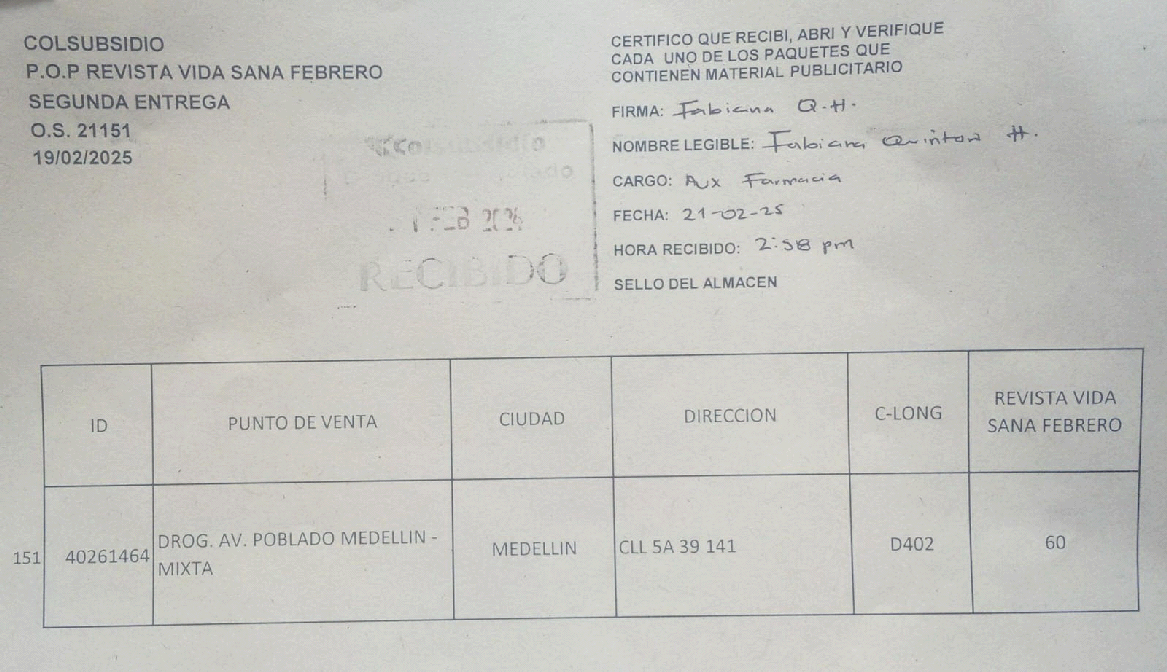 COLSUBSIDIO
P.O.P REVISTA VIDA SANA FEBRERO
SEGUNDA ENTREGA
O.S. 21151
19/02/2025
CERTIFICO QUE RECIBI, ABRI Y VERIFIQUE
CADA UNO DE LOS PAQUETES QUE
CONTIENEN MATERIAL PUBLICITARIO
FIRMA: Fabiana Q.H.
NOMBRE LEGIBLE: Fabiana H.
CARGO: Aux Farmacia
FECHA: 21-02-25
HORA RECIBIDO: 2:58 pm
SELLO DEL ALMACEN
Colsubsidio
FEB
RECIBIDO
ID PUNTO DE VENTA CIUDAD DIRECCION C-LONG REVISTA VIDA SANA FEBRERO
151 40261464 DROG. AV. POBLADO MEDELLIN - MIXTA MEDELLIN CLL 5A 39 141 D402 60